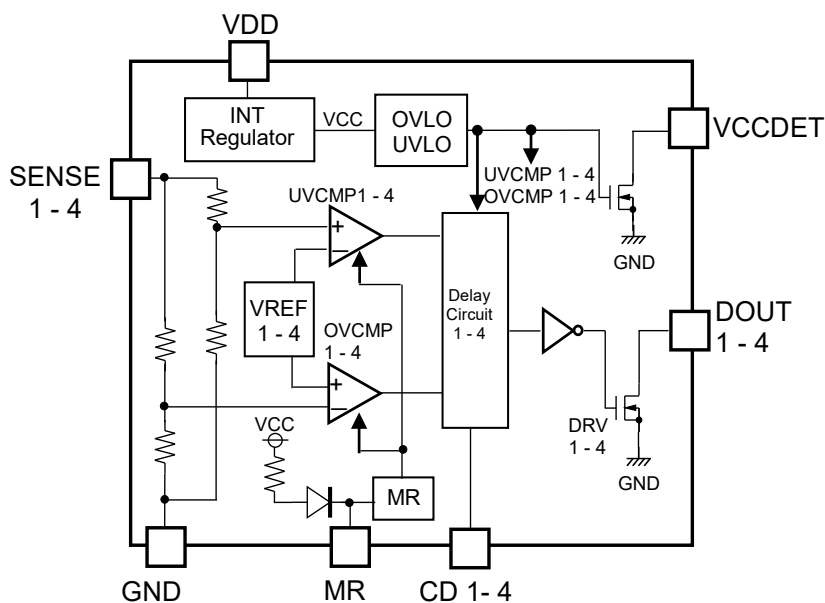 VDD
INT
Regulator
VCC
OVLO
UVLO
VCCDET
SENSE
1 - 4
UVCMP1 - 4
UVCMP 1 - 4
OVCMP 1 - 4
GND
+
−
VREF
1 - 4
OVCMP
1 - 4
+
−
Delay
Circuit
1 - 4
DOUT
1 - 4
DRV
1 - 4
GND
VCC
MR
GND
MR
CD 1- 4